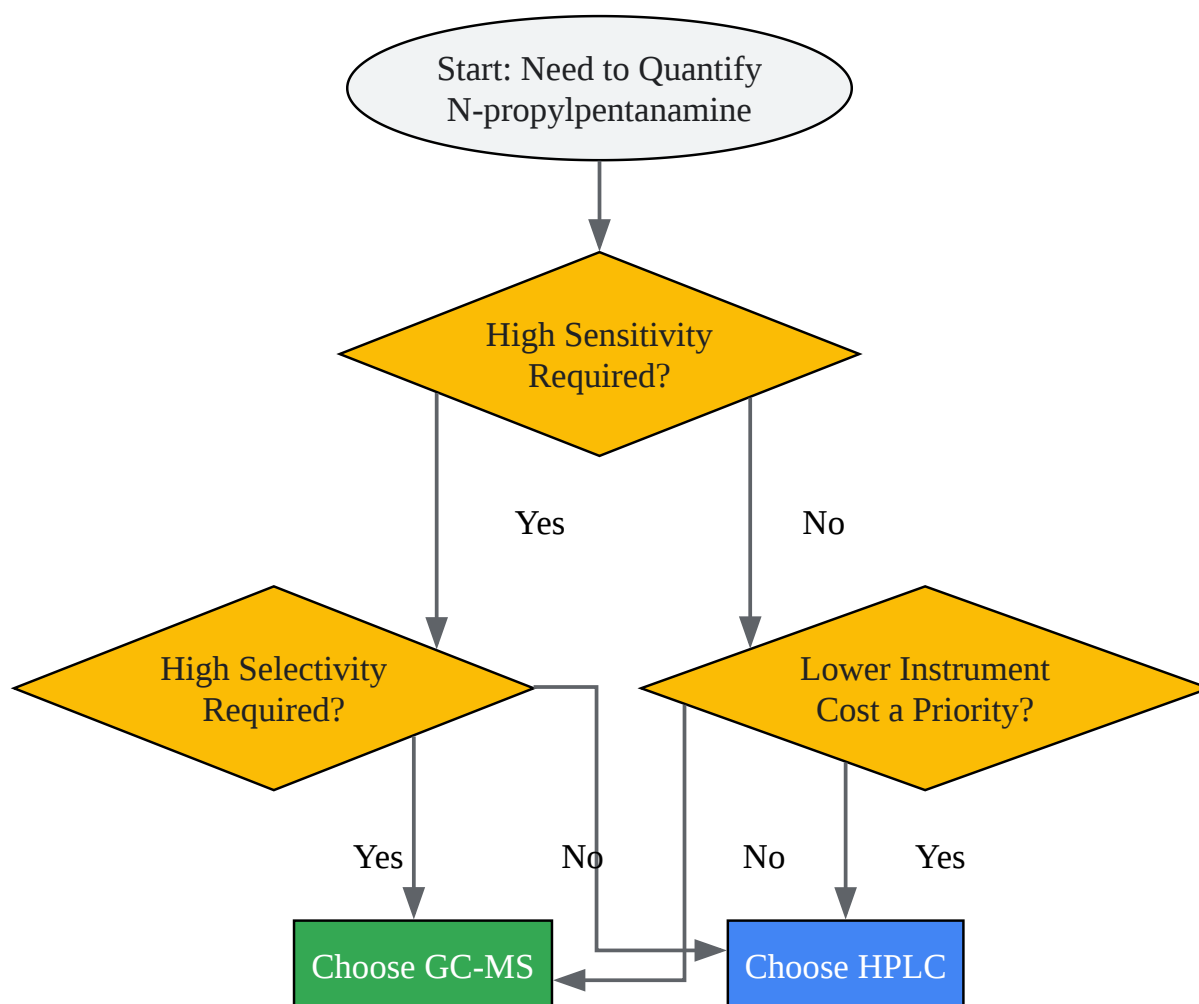 Start: Need to Quantify
N-propylpentanamine
High Sensitivity
Required?
Yes
No
High Selectivity
Required?
Lower Instrument
Cost a Priority?
Yes
No
No
Yes
Choose GC-MS
Choose HPLC